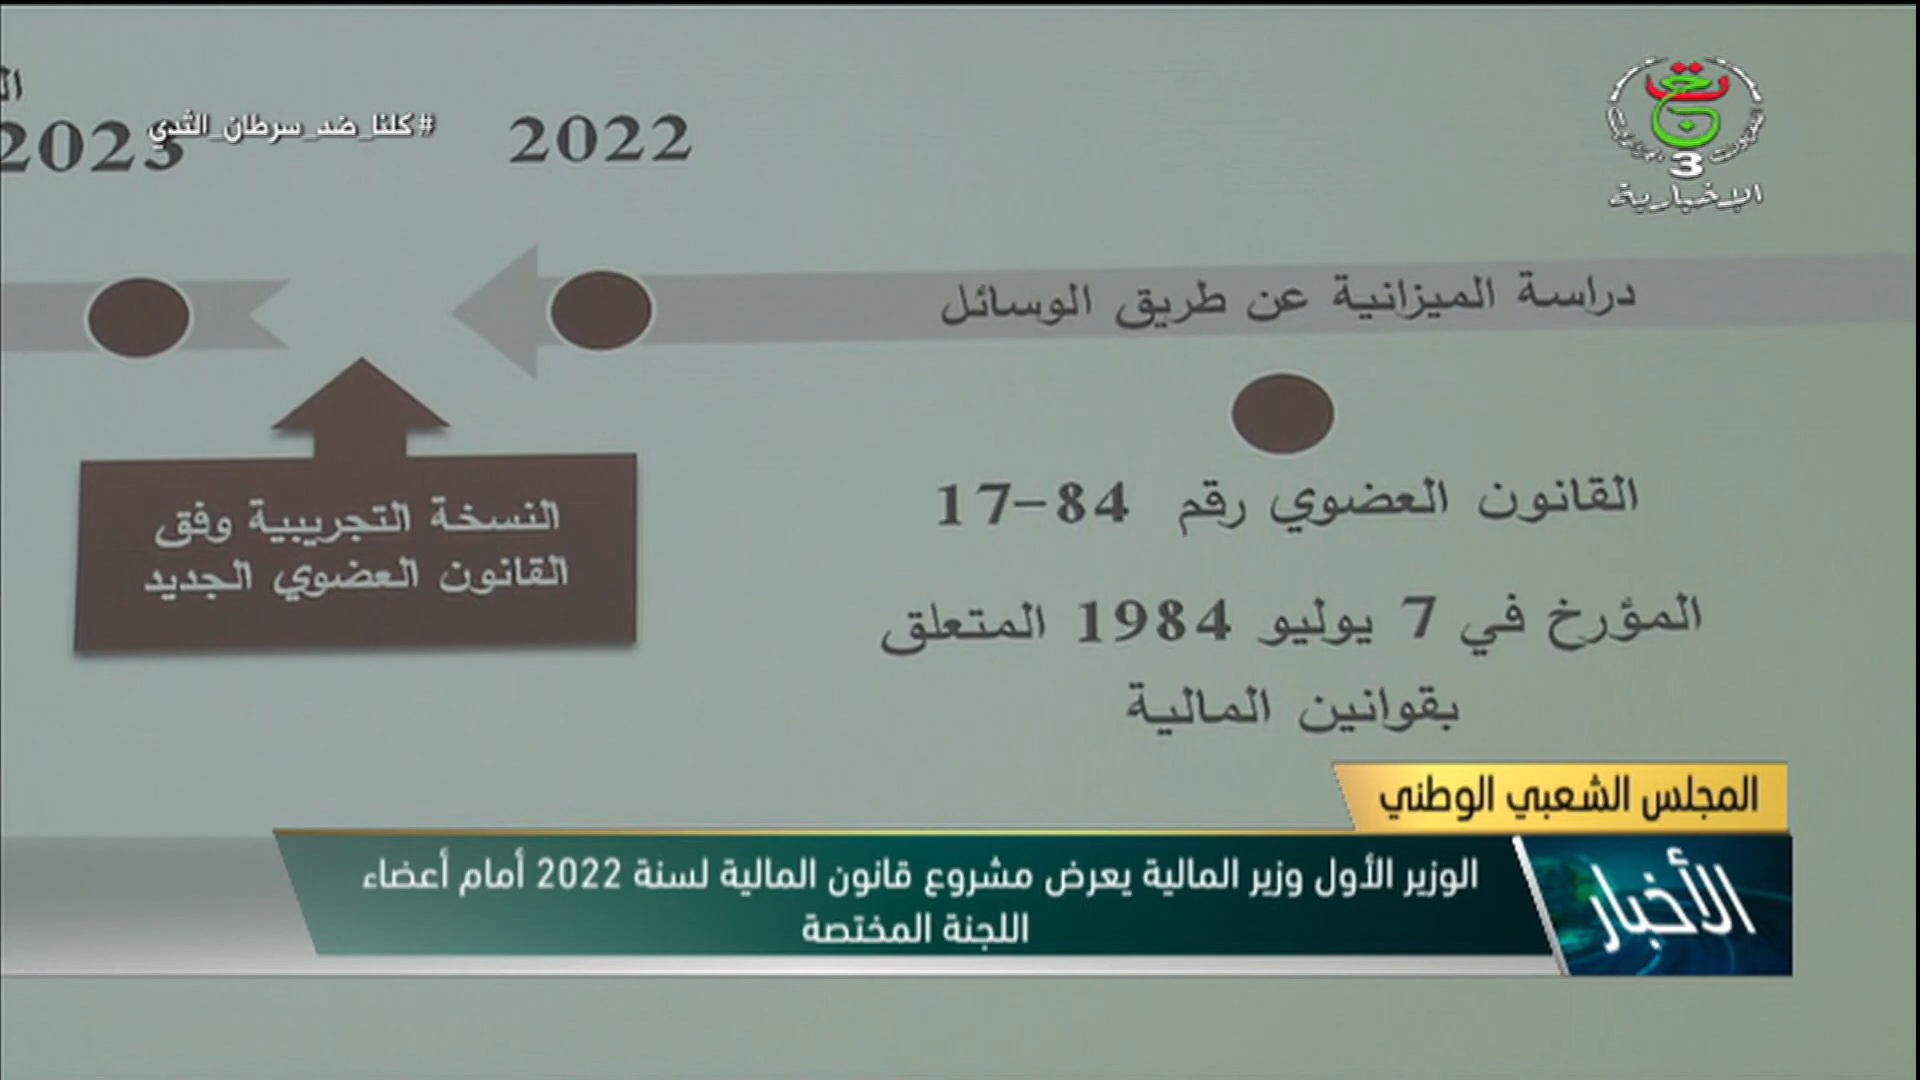 #كلنا_ضد_سرطان_الثدي
3
الإخبارية
2022
2023
دراسة الميزانية عن طريق الوسائل
القانون العضوي رقم 84-17
المؤرخ في 7 يوليو 1984 المتعلق
بقوانين المالية
النسخة التجريبية وفق
القانون العضوي الجديد
المجلس الشعبي الوطني
الأخبار
الوزير الأول وزير المالية يعرض مشروع قانون المالية لسنة 2022 أمام أعضاء
اللجنة المختصة